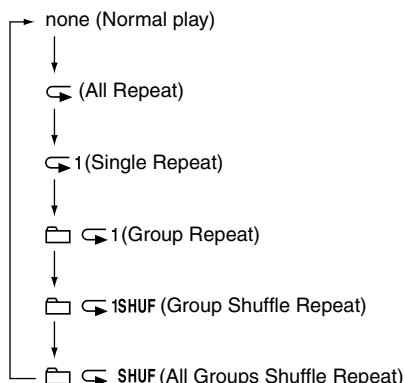 none (Normal play)
(All Repeat)
1 (Single Repeat)
1 (Group Repeat)
1SHUF (Group Shuffle Repeat)
SHUF (All Groups Shuffle Repeat)